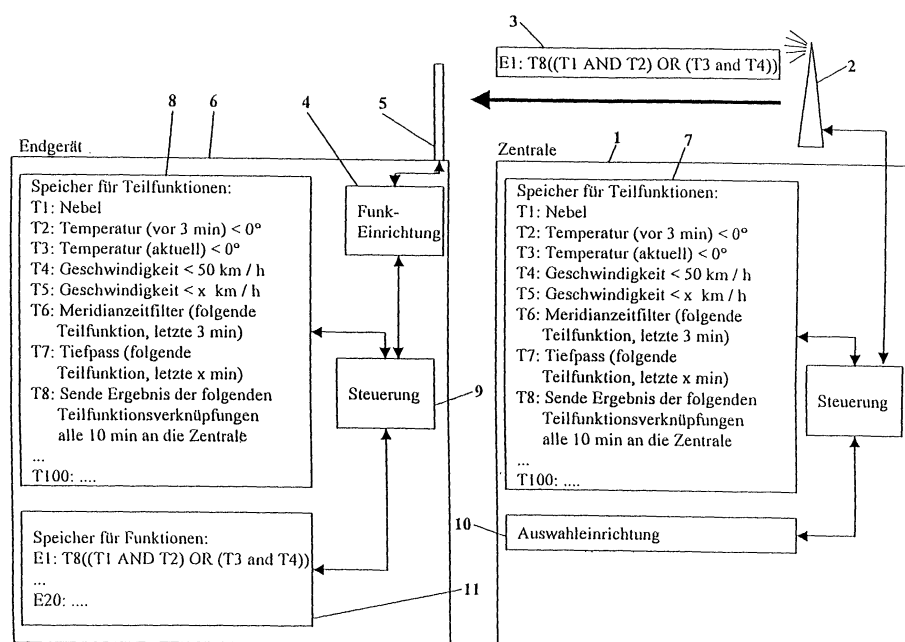 3
E1: T8((T1 AND T2) OR (T3 and T4))
2
8
6
4
5
Endgerät
Speicher für Teilfunktionen:
T1: Nebel
T2: Temperatur (vor 3 min) < 0°
T3: Temperatur (aktuell) < 0°
T4: Geschwindigkeit < 50 km / h
T5: Geschwindigkeit < x km / h
T6: Meridianzeitfilter (folgende
Teilfunktion, letzte 3 min)
T7: Tiefpass (folgende
Teilfunktion, letzte x min)
T8: Sende Ergebnis der folgenden
Teilfunktionsverknüpfungen
alle 10 min an die Zentrale
...
T100: ....
Funk-
Einrichtung
Steuerung
9
Speicher für Funktionen:
E1: T8((T1 AND T2) OR (T3 and T4))
...
E20: ....
11
Zentrale
1
7
Speicher für Teilfunktionen:
T1: Nebel
T2: Temperatur (vor 3 min) < 0°
T3: Temperatur (aktuell) < 0°
T4: Geschwindigkeit < 50 km / h
T5: Geschwindigkeit < x km / h
T6: Meridianzeitfilter (folgende
Teilfunktion, letzte 3 min)
T7: Tiefpass (folgende
Teilfunktion, letzte x min)
T8: Sende Ergebnis der folgenden
Teilfunktionsverknüpfungen
alle 10 min an die Zentrale
...
T100: ....
Steuerung
10
Auswahleinrichtung